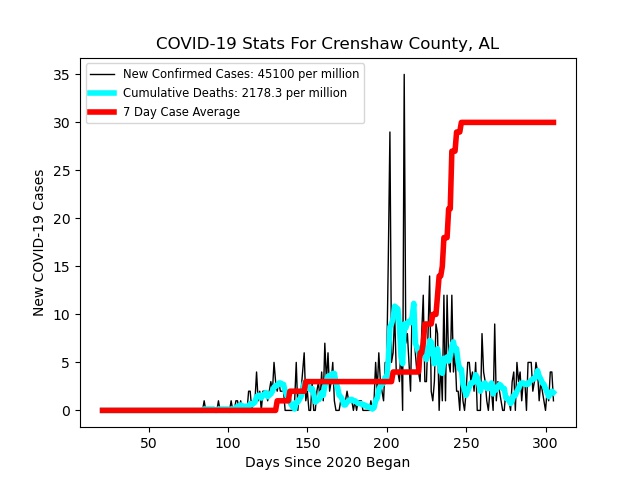 COVID-19 Stats For Crenshaw County, AL
New Confirmed Cases: 45100 per million
Cumulative Deaths: 2178.3 per million
7 Day Case Average
New COVID-19 Cases
35
30
25
20
15
10
5
0
50 100 150 200 250 300
Days Since 2020 Began